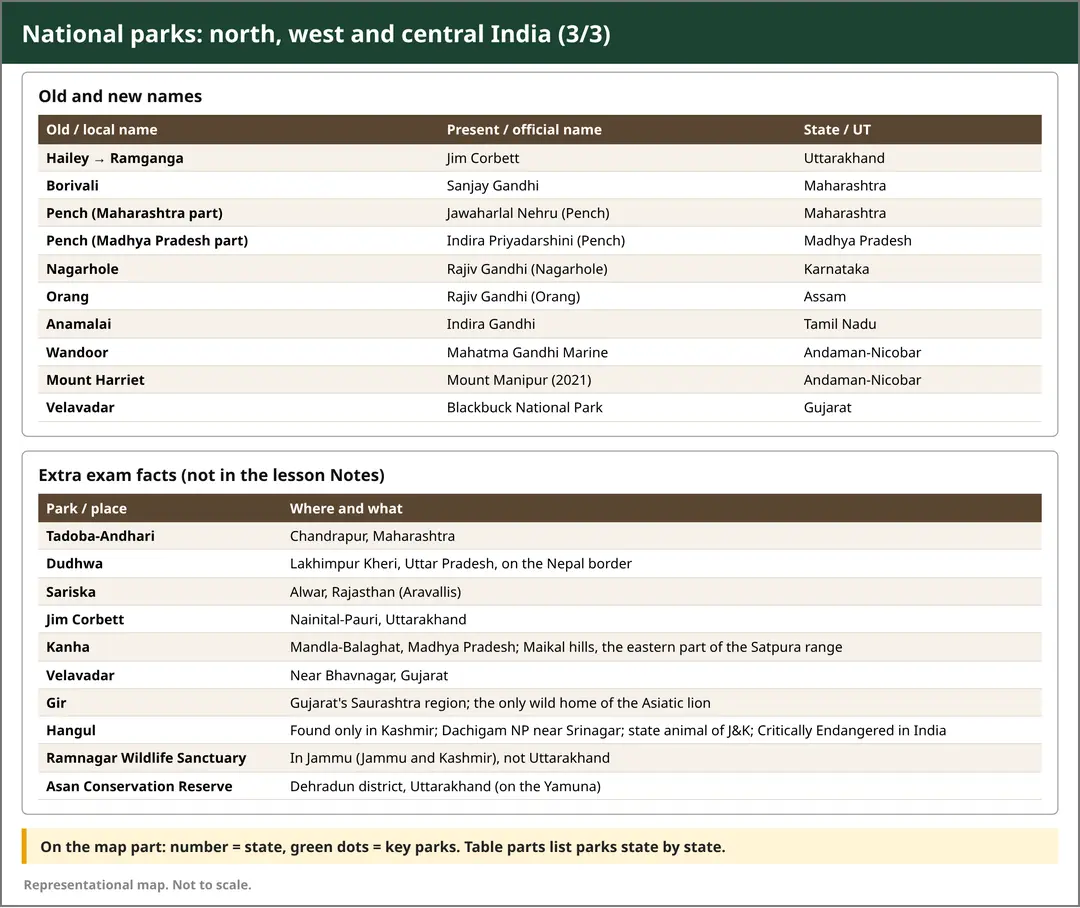 National parks: north, west and central India (3/3)
Old and new names
Old / local name Present / official name State / UT
Hailey → Ramganga Jim Corbett Uttarakhand
Borivali Sanjay Gandhi Maharashtra
Pench (Maharashtra part) Jawaharlal Nehru (Pench) Maharashtra
Pench (Madhya Pradesh part) Indira Priyadarshini (Pench) Madhya Pradesh
Nagarhole Rajiv Gandhi (Nagarhole) Karnataka
Orang Rajiv Gandhi (Orang) Assam
Anamalai Indira Gandhi Tamil Nadu
Wandoor Mahatma Gandhi Marine Andaman-Nicobar
Mount Harriet Mount Manipur (2021) Andaman-Nicobar
Velavadar Blackbuck National Park Gujarat
Extra exam facts (not in the lesson Notes)
Park / place Where and what
Tadoba-Andhari Chandrapur, Maharashtra
Dudhwa Lakhimpur Kheri, Uttar Pradesh, on the Nepal border
Sariska Alwar, Rajasthan (Aravallis)
Jim Corbett Nainital-Pauri, Uttarakhand
Kanha Mandla-Balaghat, Madhya Pradesh; Maikal hills, the eastern part of the Satpura range
Velavadar Near Bhavnagar, Gujarat
Gir Gujarat's Saurashtra region; the only wild home of the Asiatic lion
Hangul Found only in Kashmir; Dachigam NP near Srinagar; state animal of J&K; Critically Endangered in India
Ramnagar Wildlife Sanctuary In Jammu (Jammu and Kashmir), not Uttarakhand
Asan Conservation Reserve Dehradun district, Uttarakhand (on the Yamuna)
On the map part: number = state, green dots = key parks. Table parts list parks state by state.
Representational map. Not to scale.